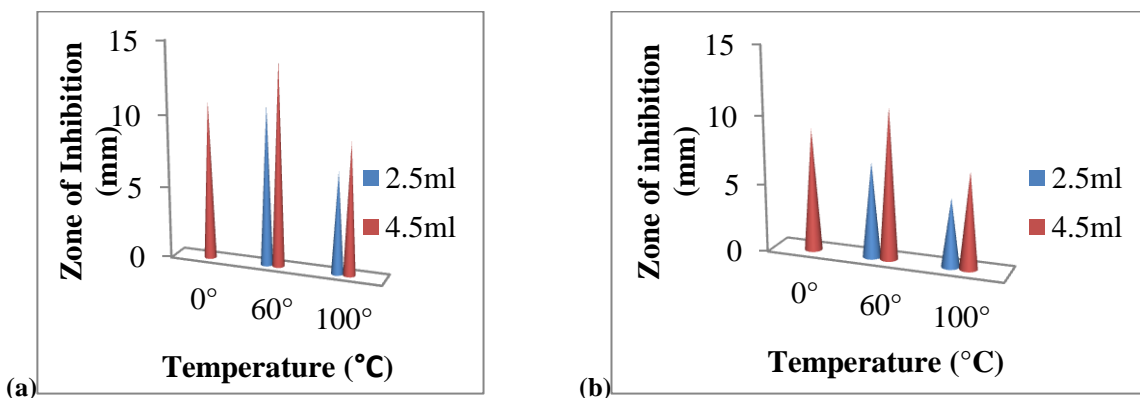 15
10
5
0
Zone of Inhibition
(mm)
0°
60°
100°
Temperature (°C)
2.5ml
4.5ml
(a)
15
10
5
0
Zone of inhibition
(mm)
0°
60°
100°
Temperature (°C)
2.5ml
4.5ml
(b)